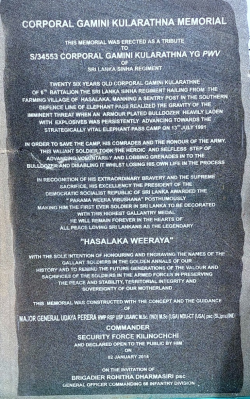 CORPORAL GAMINI KULARATHNA MEMORIAL
THIS MEMORIAL WAS ERECTED AS A TRIBUTE
TO
S/34553 CORPORAL GAMINI KULARATHNA YG PWV
OF
SRI LANKA SINHA REGIMENT
TWENTY SIX YEARS OLD CORPORAL GAMINI KULARATHNE
OF 6TH BATTALION THE SRI LANKA SINHA REGIMENT HAILING FROM THE
FARMING VILLAGE OF HASALAKA, MANNING A SENTRY POST IN THE SOUTHERN
DEFENCE LINE OF ELEPHANT PASS REALIZED THE GRAVITY OF THE
IMMINENT THREAT WHEN AN ARMOUR PLATED BULLDOZER HEAVILY LADEN
WITH EXPLOSIVES WAS PERSISTENTLY ADVANCING TOWARDS THE
STRATEGICALLY VITAL ELEPHANT PASS CAMP ON 13TH JULY 1991
IN ORDER TO SAVE THE CAMP, HIS COMRADES AND THE HONOUR OF THE ARMY,
THIS VALIANT SOLDIER TOOK THE HEROIC AND SELFLESS STEP OF
ADVANCING VOLUNTARILY AND LOBBING GRENADES IN TO THE
BULLDOZER AND DISABLING IT WHILST LOSING HIS OWN LIFE IN THE PROCESS
IN RECOGNITION OF HIS EXTRAORDINARY BRAVERY AND THE SUPREME
SACRIFICE, HIS EXCELLENCY THE PRESIDENT OF THE
DEMOCRATIC SOCIALIST REPUBLIC OF SRI LANKA AWARDED THE
" PARAMA WEERA VIBUSHANA" POSTHUMOUSLY
MAKING HIM THE FIRST EVER SOLDIER IN SRI LANKA TO BE DECORATED
WITH THIS HIGHEST GALLANTRY MEDAL
HE WILL REMAIN FOREVER IN THE HEARTS OF
ALL PEACE LOVING SRI LANKANS AS THE LEGENDARY
"HASALAKA WEERAYA"
WITH THE SOLE INTENTION OF HONOURING AND ENGRAVING THE NAMES OF THE
GALLANT SOLDIERS IN THE GOLDEN ANNALS OF OUR
HISTORY AND TO REMIND THE FUTURE GENERATIONS OF THE VALOUR AND
SACRIFICES OF THE SOLDIERS IN THE ARMED FORCES IN PRESERVING
THE PEACE AND STABILITY, TERRITORIAL INTEGRITY AND
SOVEREIGNTY OF OUR MOTHERLAND
THIS MEMORIAL WAS CONSTRUCTED WITH THE CONCEPT AND THE GUIDANCE
OF
MAJOR GENERAL UDAYA PERERA RWP RSP USP
COMMANDER
SECURITY FORCE KILINOCHCHI
AND DECLARED OPEN TO THE PUBLIC BY HIM
ON
02 JANUARY
ON THE INVITATION OF
BRIGADIER ROHITHA DHARMASIRI psc
GENERAL OFFICER COMMANDING 66 INFANTRY DIVISION